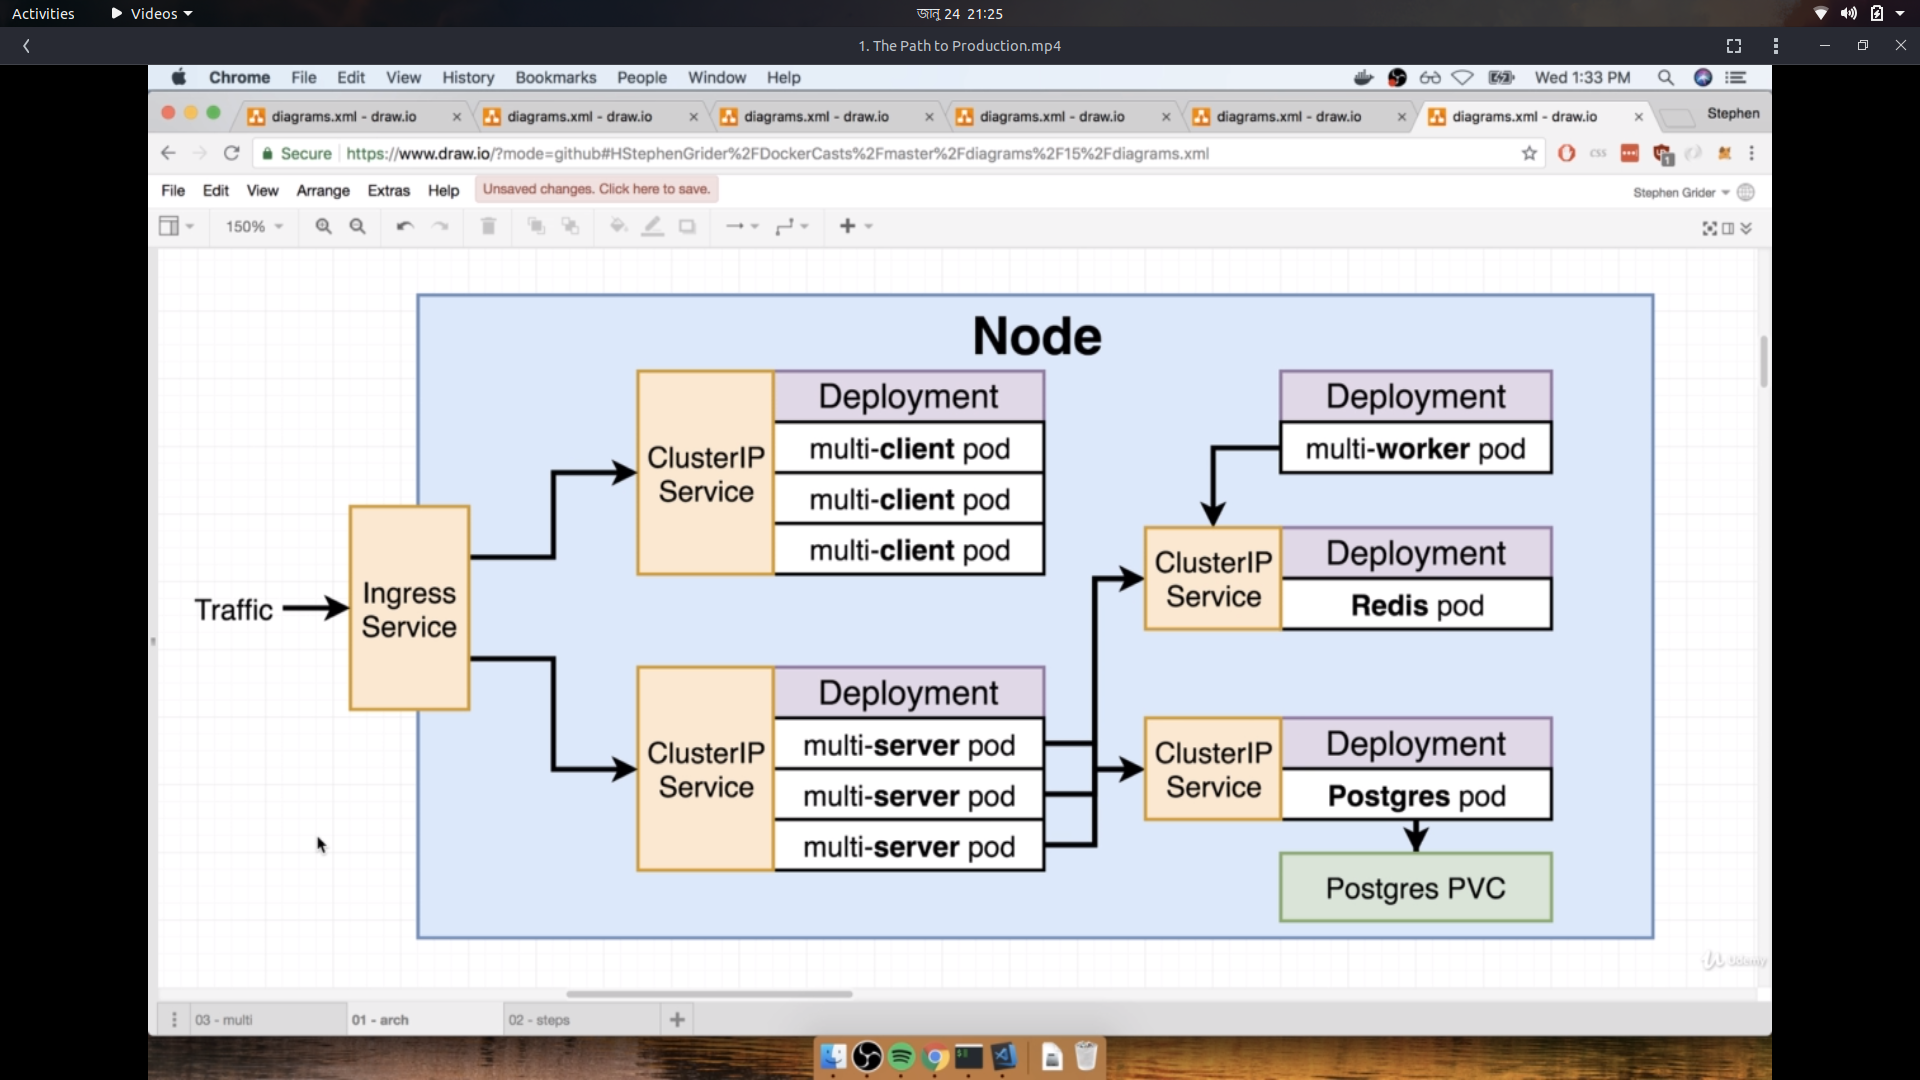 Activities
Videos
জানু 24 21:25
1. The Path to Production.mp4
Chrome File Edit View History Bookmarks People Window Help
Wed 1:33 PM
diagrams.xml - draw.io
diagrams.xml - draw.io
diagrams.xml - draw.io
diagrams.xml - draw.io
diagrams.xml - draw.io
diagrams.xml - draw.io
Stephen
Secure https://www.draw.io/?mode=github#HStephenGrider%2FDockerCasts%2Fmaster%2Fdiagrams%2F15%2Fdiagrams.xml
css
1
File Edit View Arrange Extras Help
Unsaved changes. Click here to save.
Stephen Grider
150%
Node
Traffic
Ingress
Service
ClusterIP
Service
Deployment
multi-client pod
multi-client pod
multi-client pod
ClusterIP
Service
Deployment
multi-server pod
multi-server pod
multi-server pod
Deployment
multi-worker pod
ClusterIP
Service
Deployment
Redis pod
ClusterIP
Service
Deployment
Postgres pod
Postgres PVC
Udemy
03 - multi
01 - arch
02 - steps